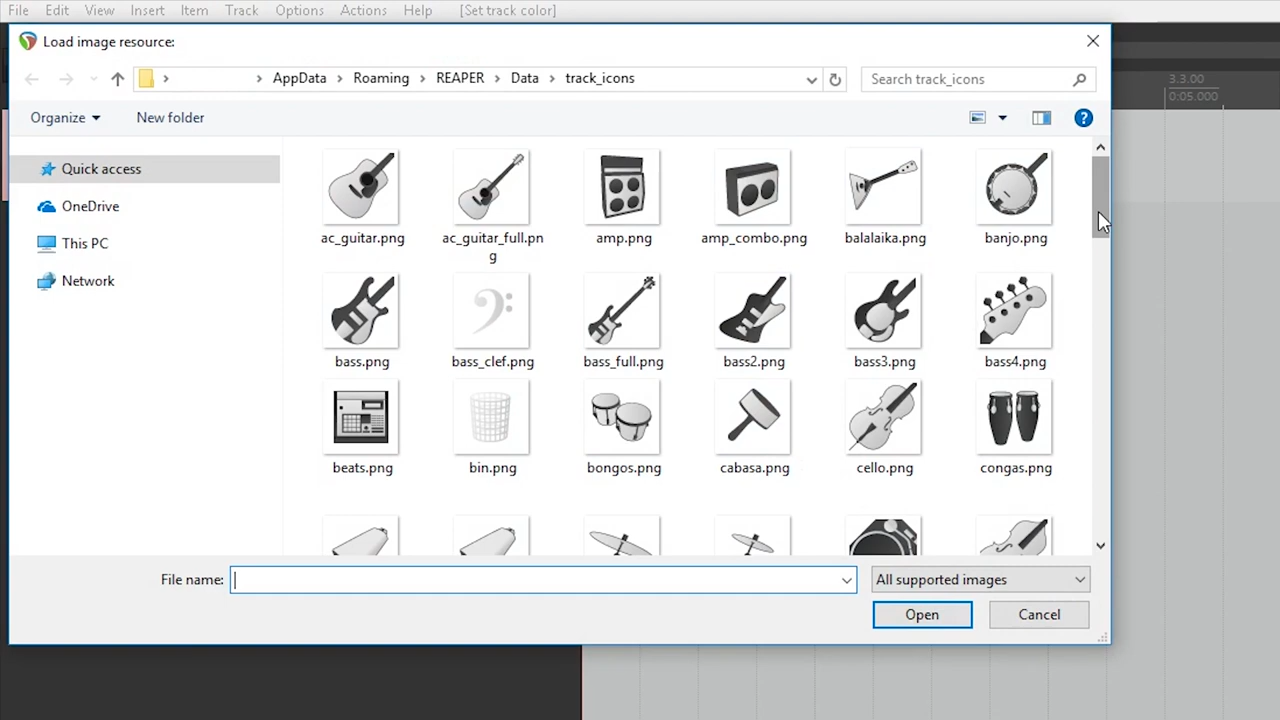 File Edit View Insert Item Track Options Actions Help [Set track color]
Load image resource:
AppData Roaming REAPER Data track_icons
Search track_icons
3.3.00
0:05.000
Organize New folder
Quick access
OneDrive
This PC
Network
ac_guitar.png ac_guitar_full.pn amp.png amp_combo.png balalaika.png banjo.png
g
bass.png bass_clef.png bass_full.png bass2.png bass3.png bass4.png
beats.png bin.png bongos.png cabasa.png cello.png congas.png
File name: All supported images
Open Cancel